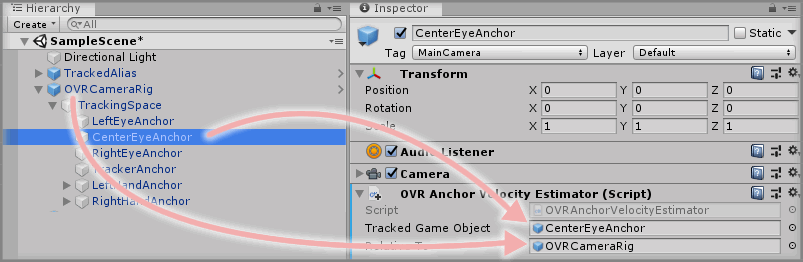 Hierarchy
Create
All
SampleScene*
Directional Light
TrackedAlias
OVRCameraRig
TrackingSpace
LeftEyeAnchor
CenterEyeAnchor
RightEyeAnchor
TrackerAnchor
LeftHandAnchor
RightHandAnchor
Inspector
CenterEyeAnchor Static
Tag MainCamera Layer Default
Transform
Position X 0 Y 0 Z 0
Rotation X 0 Y 0 Z 0
Scale X 1 Y 1 Z 1
Audio Listener
Camera
OVR Anchor Velocity Estimator (Script)
Script OVRAnchorVelocityEstimator
Tracked Game Object CenterEyeAnchor
Relative To OVRCameraRig